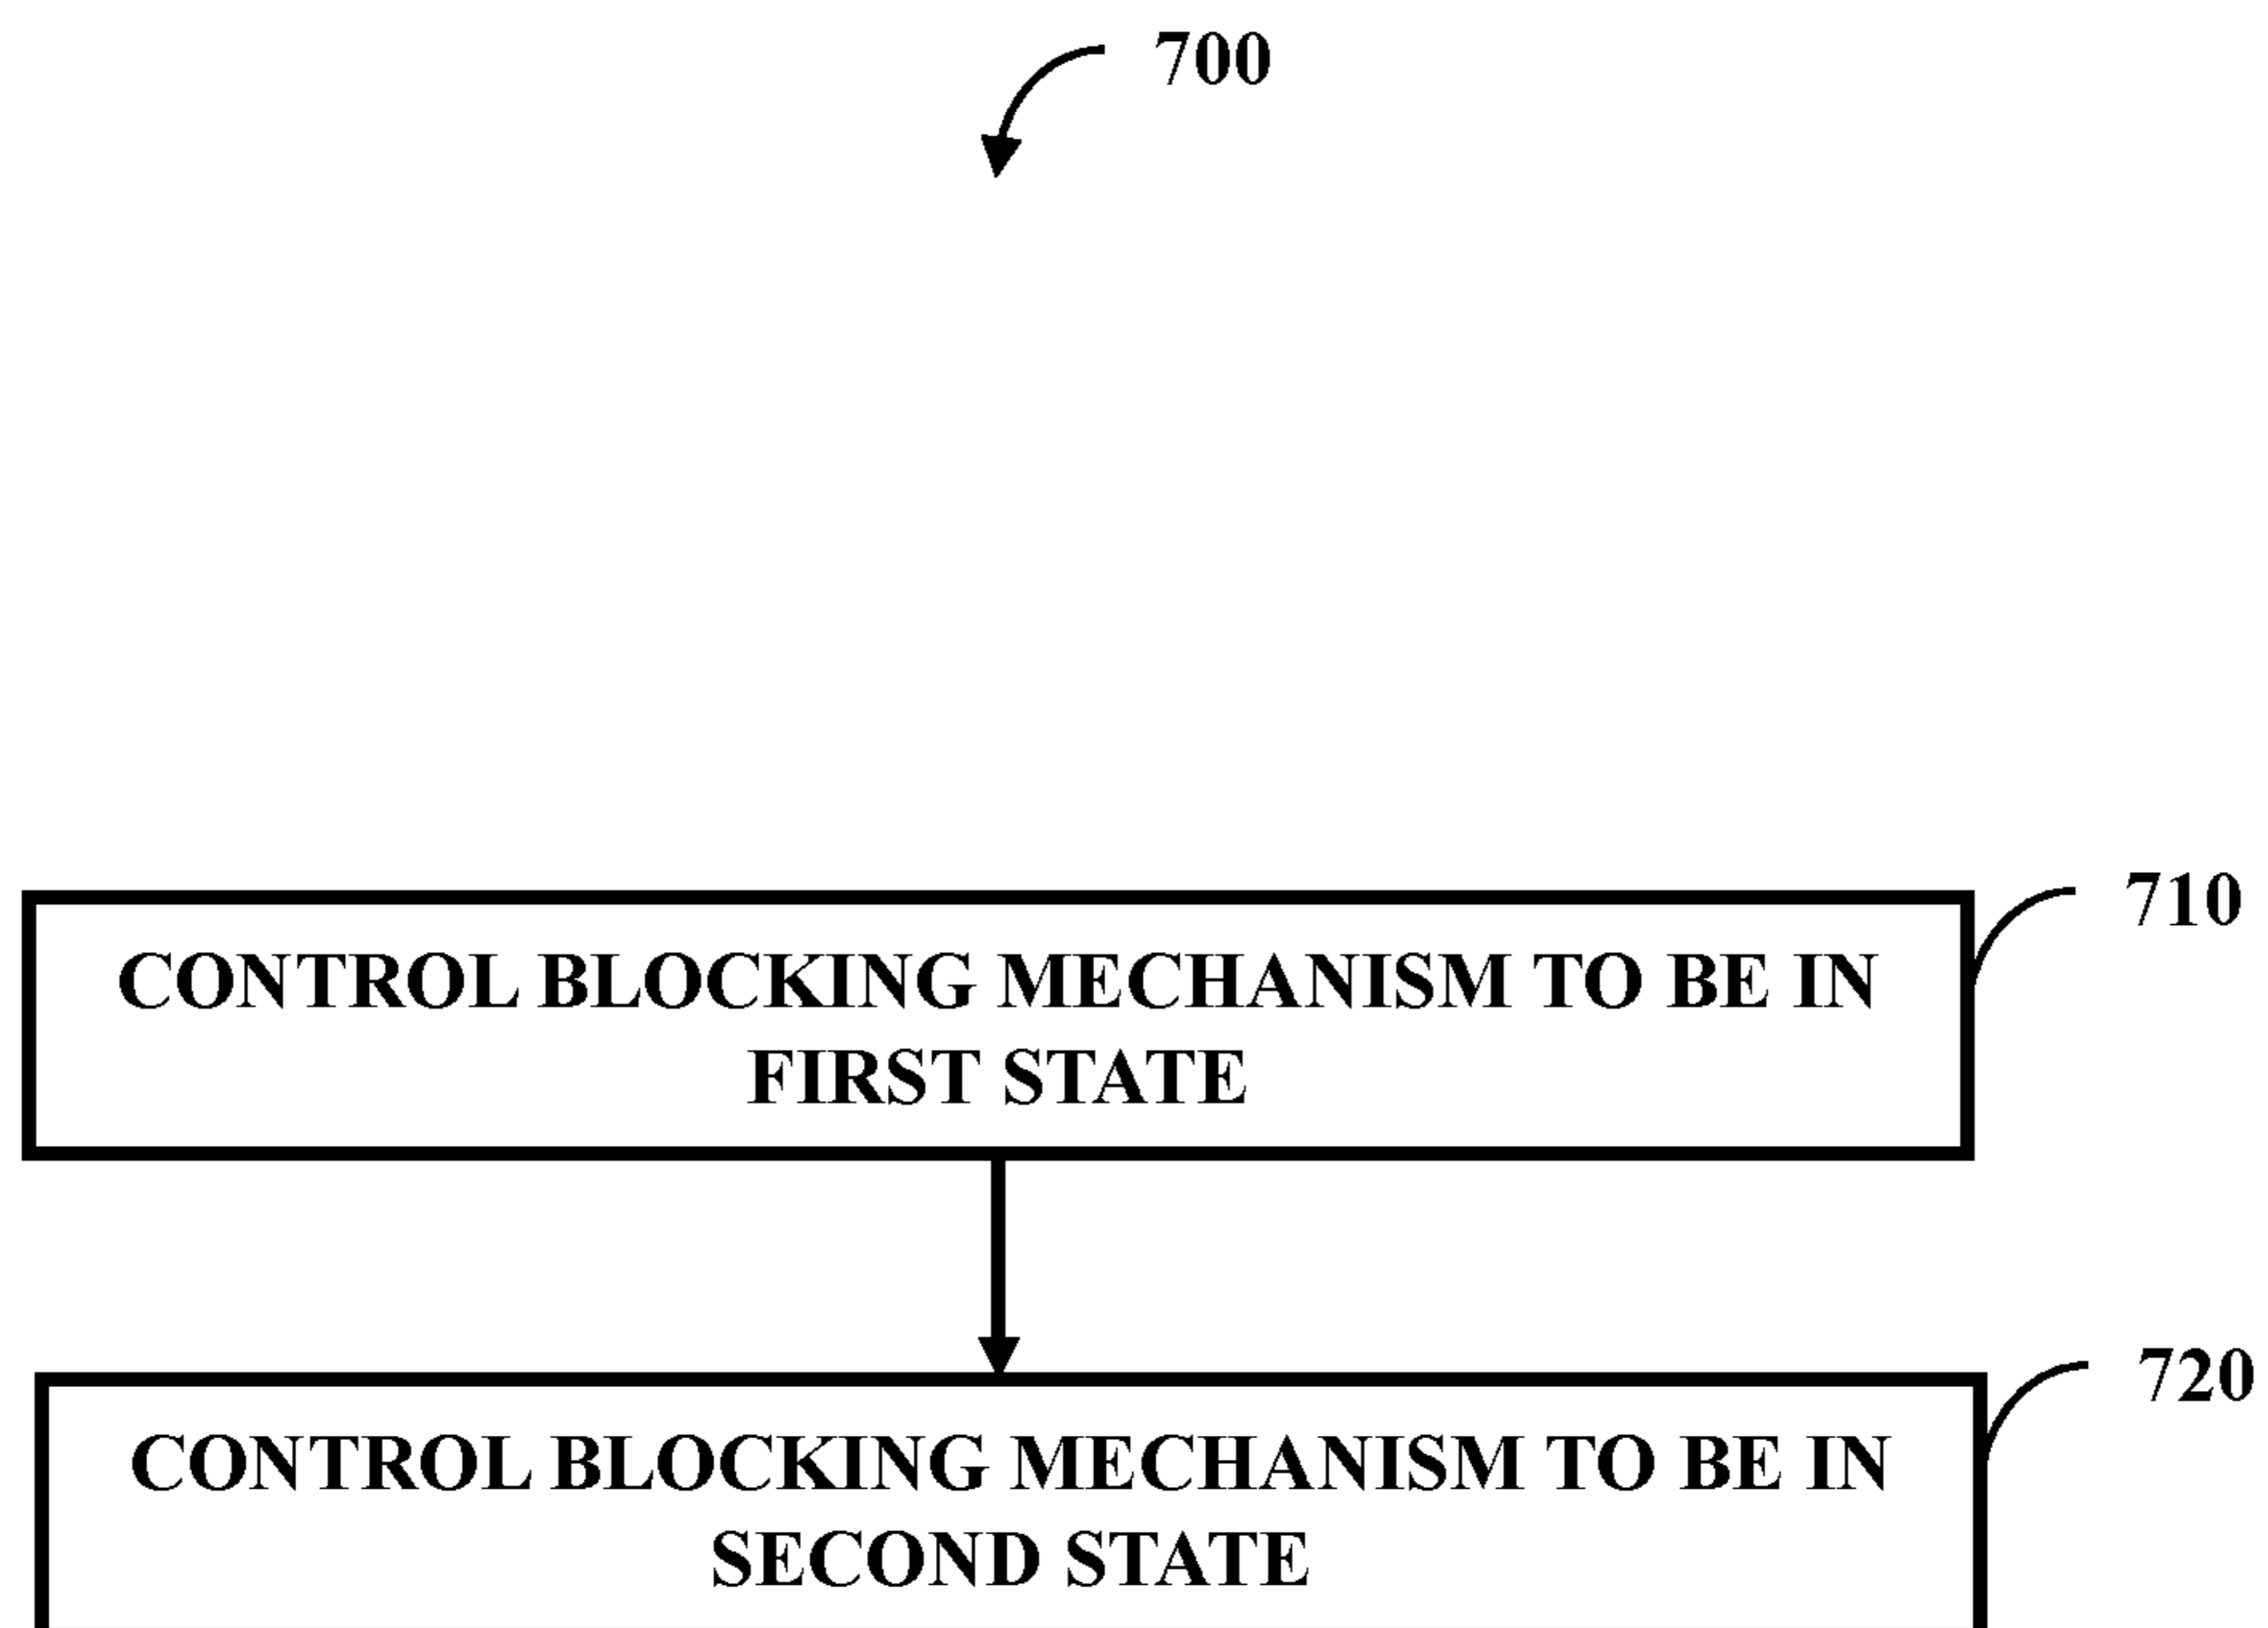 700
710
CONTROL BLOCKING MECHANISM TO BE IN
FIRST STATE
720
CONTROL BLOCKING MECHANISM TO BE IN
SECOND STATE